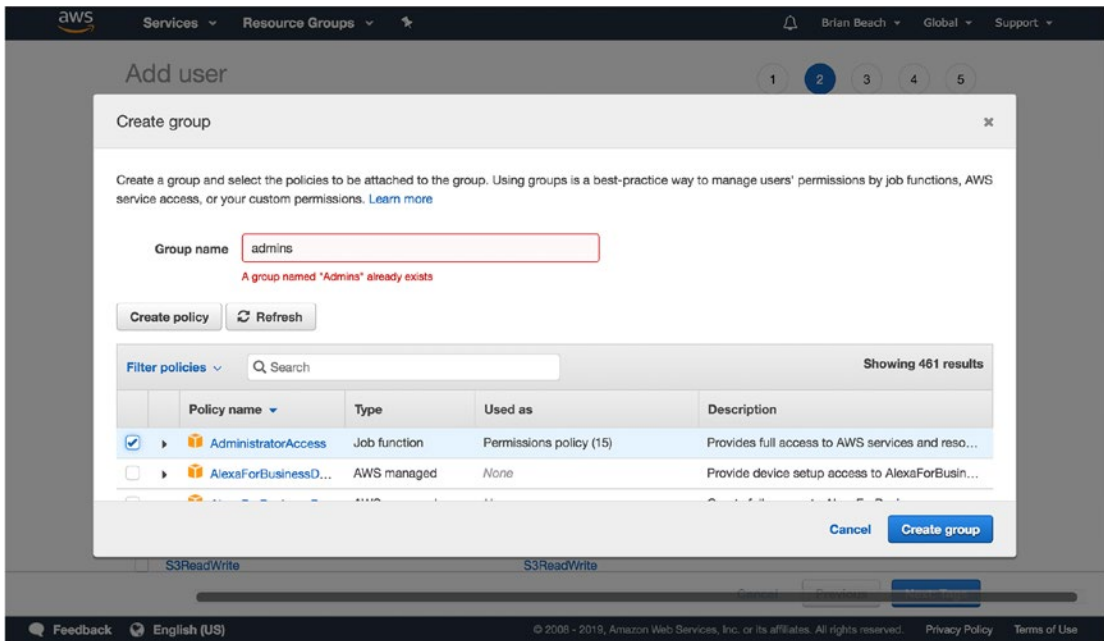 aws
Services Resource Groups Brian Beach Global Support
Add user
1 2 3 4 5
Create group
Create a group and select the policies to be attached to the group. Using groups is a best-practice way to manage users' permissions by job functions, AWS
service access, or your custom permissions. Learn more
Group name admins
A group named "Admins" already exists
Create policy Refresh
Filter policies Search Showing 461 results
Policy name Type Used as Description
AdministratorAccess Job function Permissions policy (15) Provides full access to AWS services and reso...
AlexaForBusinessD... AWS managed None Provide device setup access to AlexaForBusin...
Cancel Create group
S3ReadWrite S3ReadWrite
Cancel Previous Next: Tags
Feedback English (US) © 2008 - 2019, Amazon Web Services, Inc. or its affiliates. All rights reserved. Privacy Policy Terms of Use